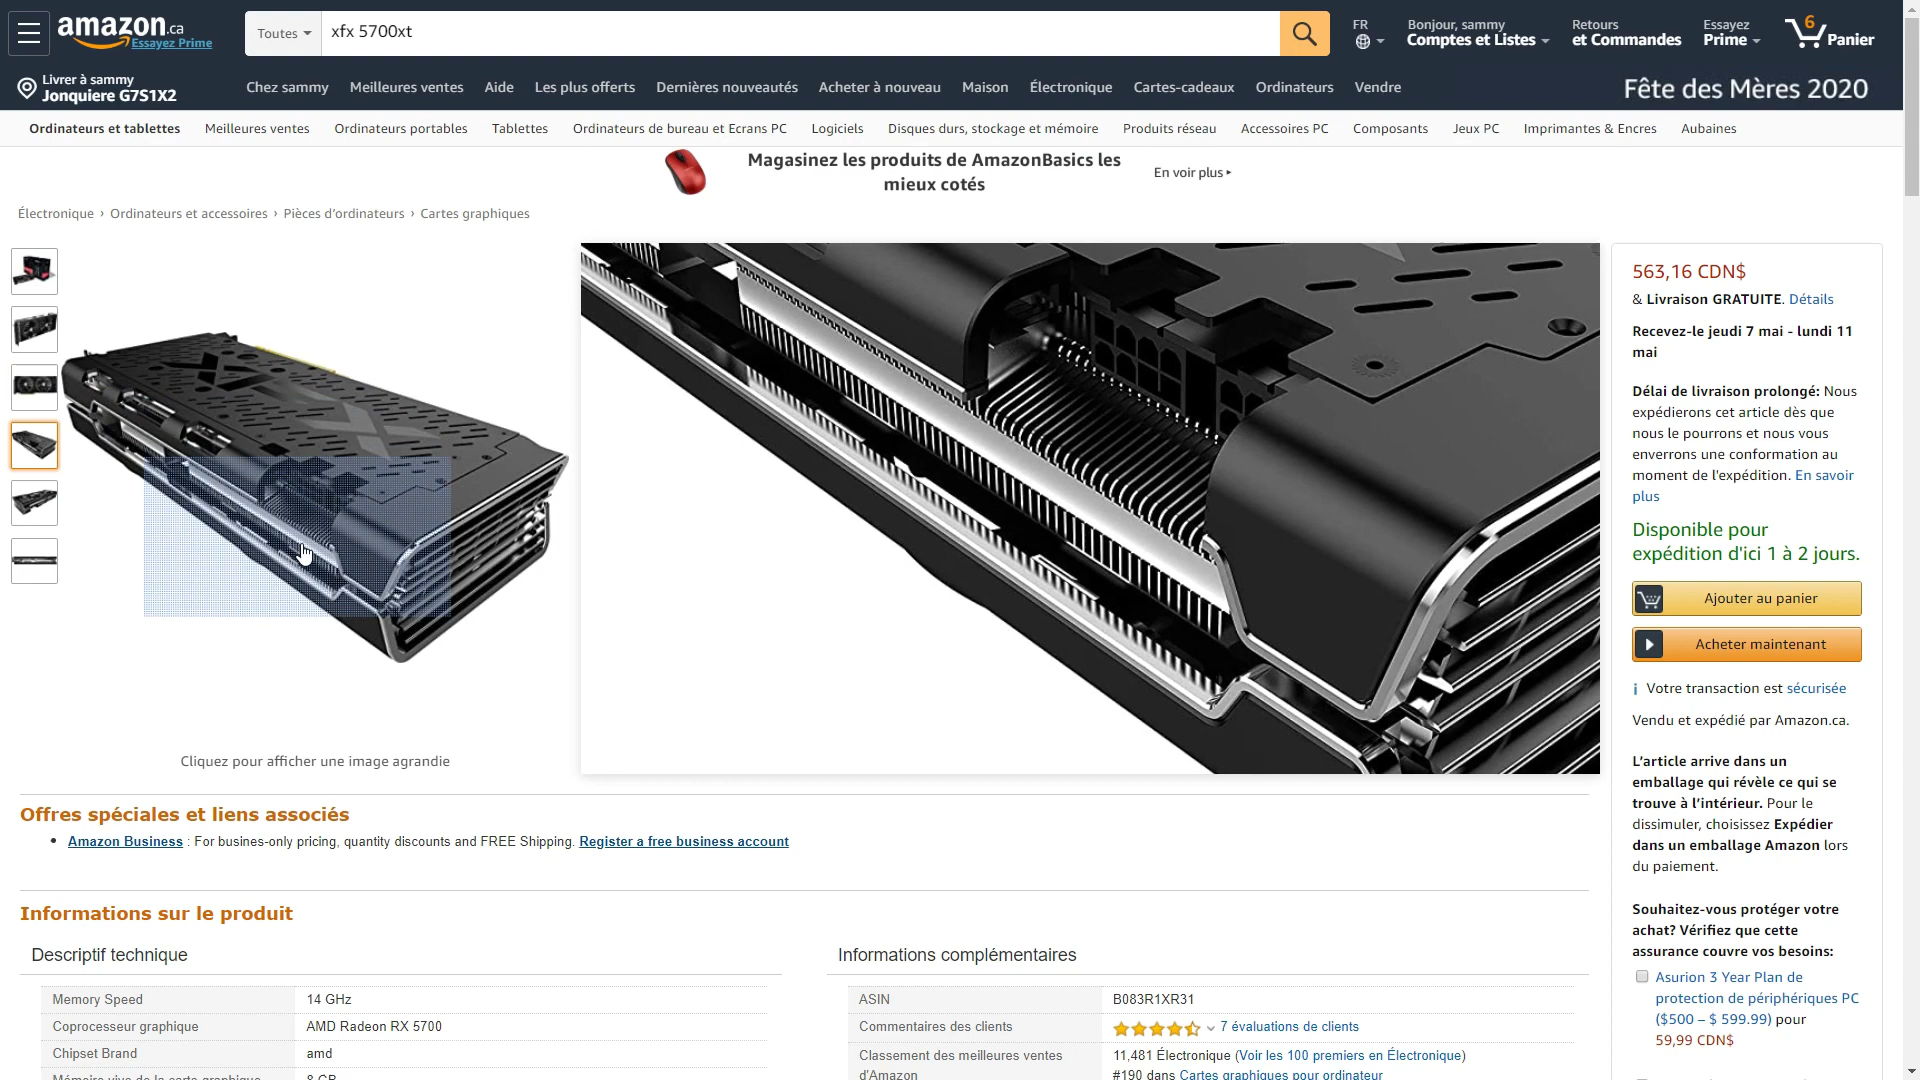 amazon.ca
Essayez Prime
Toutes
xfx 5700xt
FR
Bonjour, sammy
Comptes et Listes
Retours
et Commandes
Essayez
Prime
6
Panier
Livrer à sammy
Jonquiere G7S1X2
Chez sammy Meilleures ventes Aide Les plus offerts Dernières nouveautés Acheter à nouveau Maison Électronique Cartes-cadeaux Ordinateurs Vendre
Fête des Mères 2020
Ordinateurs et tablettes Meilleures ventes Ordinateurs portables Tablettes Ordinateurs de bureau et Ecrans PC Logiciels Disques durs, stockage et mémoire Produits réseau Accessoires PC Composants Jeux PC Imprimantes & Encres Aubaines
Magasinez les produits de AmazonBasics les
mieux cotés
En voir plus ▸
Électronique › Ordinateurs et accessoires › Pièces d'ordinateurs › Cartes graphiques
Cliquez pour afficher une image agrandie
563,16 CDN$
& Livraison GRATUITE. Détails
Recevez-le jeudi 7 mai - lundi 11
mai
Délai de livraison prolongé: Nous
expédierons cet article dès que
nous le pourrons et nous vous
enverrons une conformation au
moment de l'expédition. En savoir
plus
Disponible pour
expédition d'ici 1 à 2 jours.
Ajouter au panier
Acheter maintenant
Votre transaction est sécurisée
Vendu et expédié par Amazon.ca.
L'article arrive dans un
emballage qui révèle ce qui se
trouve à l'intérieur. Pour le
dissimuler, choisissez Expédier
dans un emballage Amazon lors
du paiement.
Souhaitez-vous protéger votre
achat? Vérifiez que cette
assurance couvre vos besoins:
Asurion 3 Year Plan de
protection de périphériques PC
($500 – $ 599.99) pour
59,99 CDN$
Offres spéciales et liens associés
• Amazon Business : For busines-only pricing, quantity discounts and FREE Shipping. Register a free business account
Informations sur le produit
Descriptif technique
Memory Speed 14 GHz
Coprocesseur graphique AMD Radeon RX 5700
Chipset Brand amd
Mémoire vive de la carte graphique 8 GB
Informations complémentaires
ASIN B083R1XR31
Commentaires des clients 7 évaluations de clients
Classement des meilleures ventes 11,481 Électronique (Voir les 100 premiers en Électronique)
d'Amazon #190 dans Cartes graphiques pour ordinateur